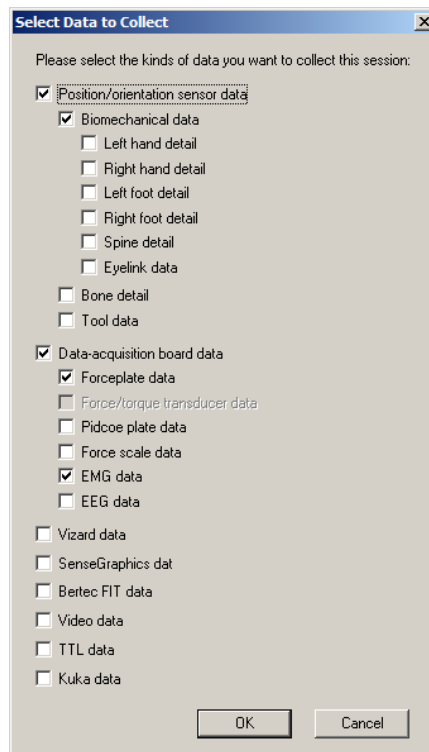 Select Data to Collect
Please select the kinds of data you want to collect this session:
Position/orientation sensor data
Biomechanical data
Left hand detail
Right hand detail
Left foot detail
Right foot detail
Spine detail
Eyelink data
Bone detail
Tool data
Data-acquisition board data
Forceplate data
Force/torque transducer data
Pidcoe plate data
Force scale data
EMG data
EEG data
Vizard data
SenseGraphics dat
Bertec FIT data
Video data
TTL data
Kuka data
OK Cancel